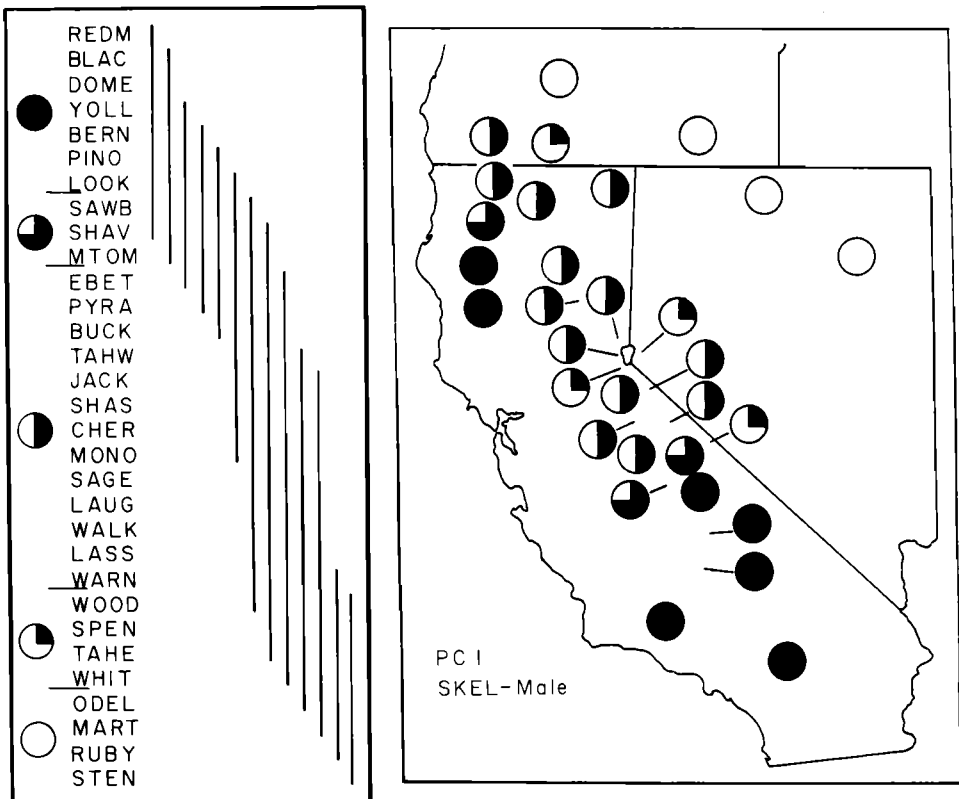 REDM
BLAC
DOME
YOLL
BERN
PINO
LOOK
SAWB
SHAV
MTOM
EBET
PYRA
BUCK
TAHW
JACK
SHAS
CHER
MONO
SAGE
LAUG
WALK
LASS
WARN
WOOD
SPEN
TAHE
WHIT
ODEL
MART
RUBY
STEN
PC I
SKEL-Male